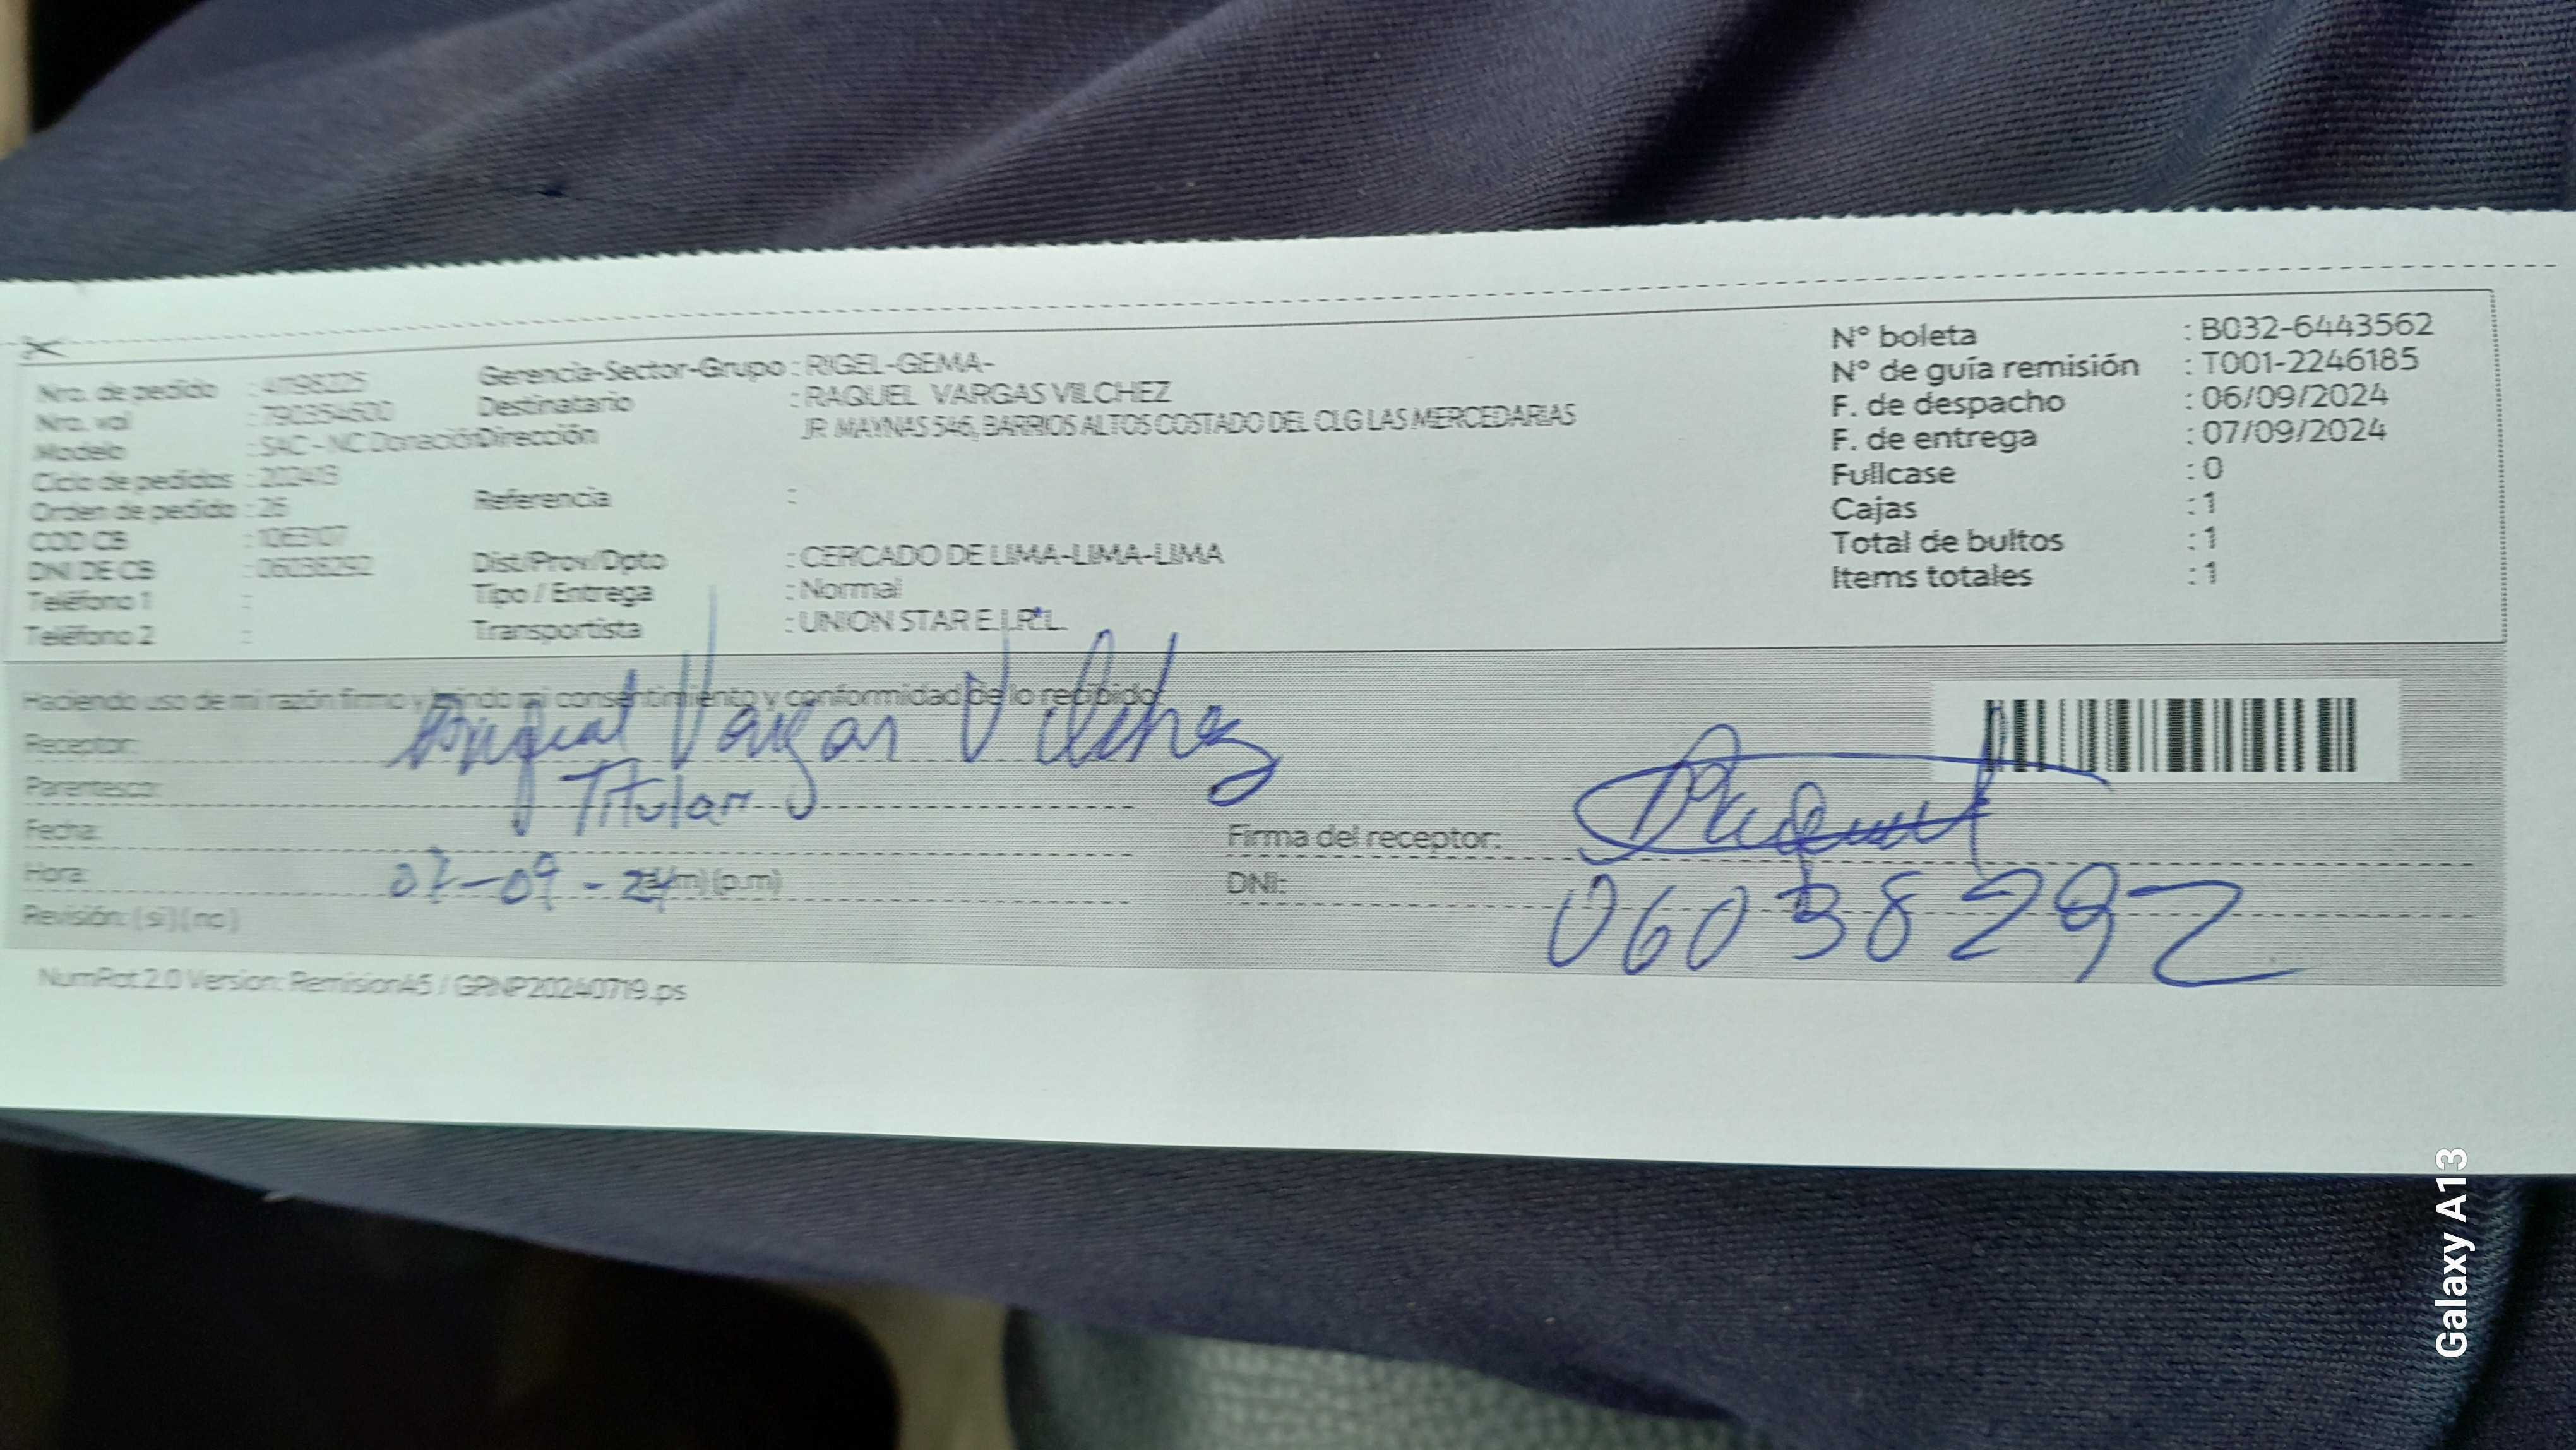 Nro. de pedido : 41198225
Nro. val : 790354600
Modelo : SAC - NC Donación
Ciclo de pedidos : 202413
Orden de pedido : 26
COD CB : 1063107
DNI DE CB : 06038292
Teléfono 1 :
Teléfono 2 :
Gerencia-Sector-Grupo : RIGEL-GEMA-
Destinatario : RAQUEL VARGAS VILCHEZ
Dirección JR. MAYNAS 546, BARRIOS ALTOS COSTADO DEL CLG LAS MERCEDARIAS
Referencia :
Dist/Prov/Dpto : CERCADO DE LIMA-LIMA-LIMA
Tipo / Entrega : Normal
Transportista : UNION STAR E.I.R.L.
N° boleta : B032-6443562
N° de guía remisión : T001-2246185
F. de despacho : 06/09/2024
F. de entrega : 07/09/2024
Fullcase : 0
Cajas : 1
Total de bultos : 1
Items totales : 1
Haciendo uso de mi razón firmo y brindo mi consentimiento y conformidad de lo recibido
Receptor: Raquel Vargas Vilchez
Parentesco: Titular
Fecha:
Hora: 07-09-24 (a.m) (p.m)
Revisión: (si) (no)
Firma del receptor: Raquel
DNI: 06038292
NumPot 2.0 Version: RemisionA5 / GRNP20240719.ps
Galaxy A13